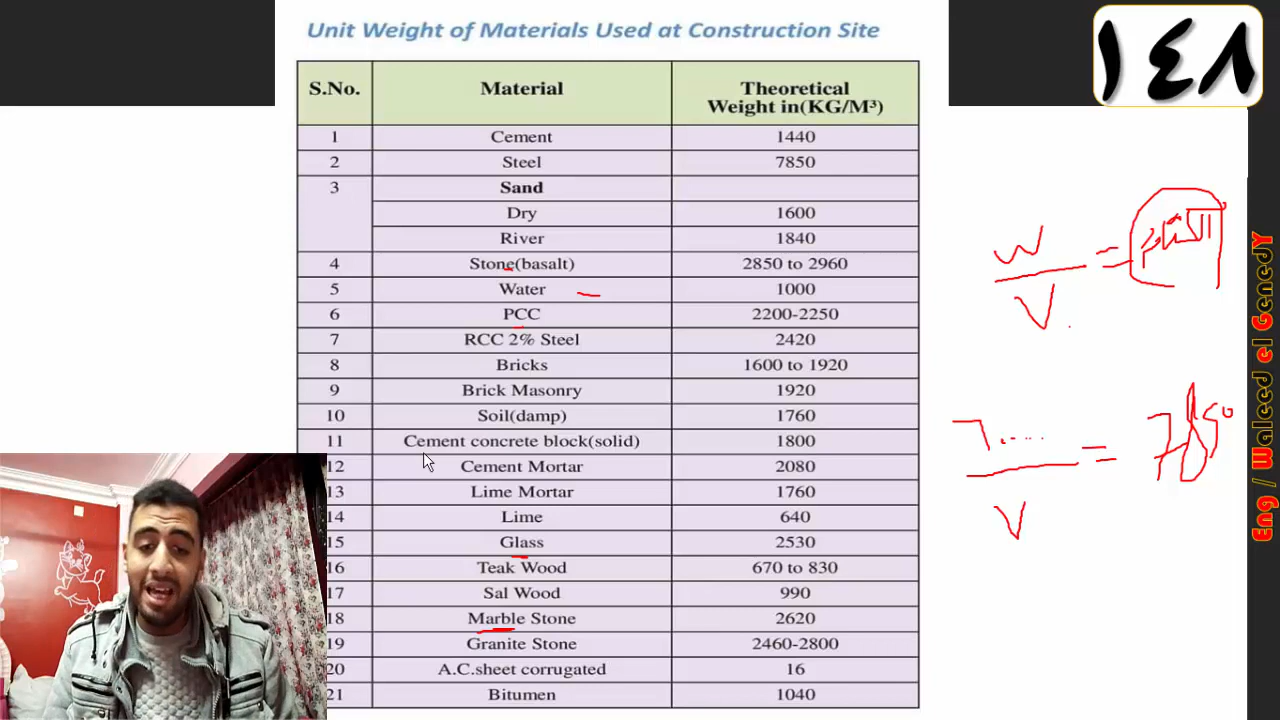 Unit Weight of Materials Used at Construction Site
١٤٨
S.No. Material Theoretical Weight in(KG/M³)
1 Cement 1440
2 Steel 7850
3 Sand
Dry 1600
River 1840
4 Stone(basalt) 2850 to 2960
5 Water 1000
6 PCC 2200-2250
7 RCC 2% Steel 2420
8 Bricks 1600 to 1920
9 Brick Masonry 1920
10 Soil(damp) 1760
11 Cement concrete block(solid) 1800
12 Cement Mortar 2080
13 Lime Mortar 1760
14 Lime 640
15 Glass 2530
16 Teak Wood 670 to 830
17 Sal Wood 990
18 Marble Stone 2620
19 Granite Stone 2460-2800
20 A.C.sheet corrugated 16
21 Bitumen 1040
W
=
V
= 7850
V
Eng / Waleed el GenedY